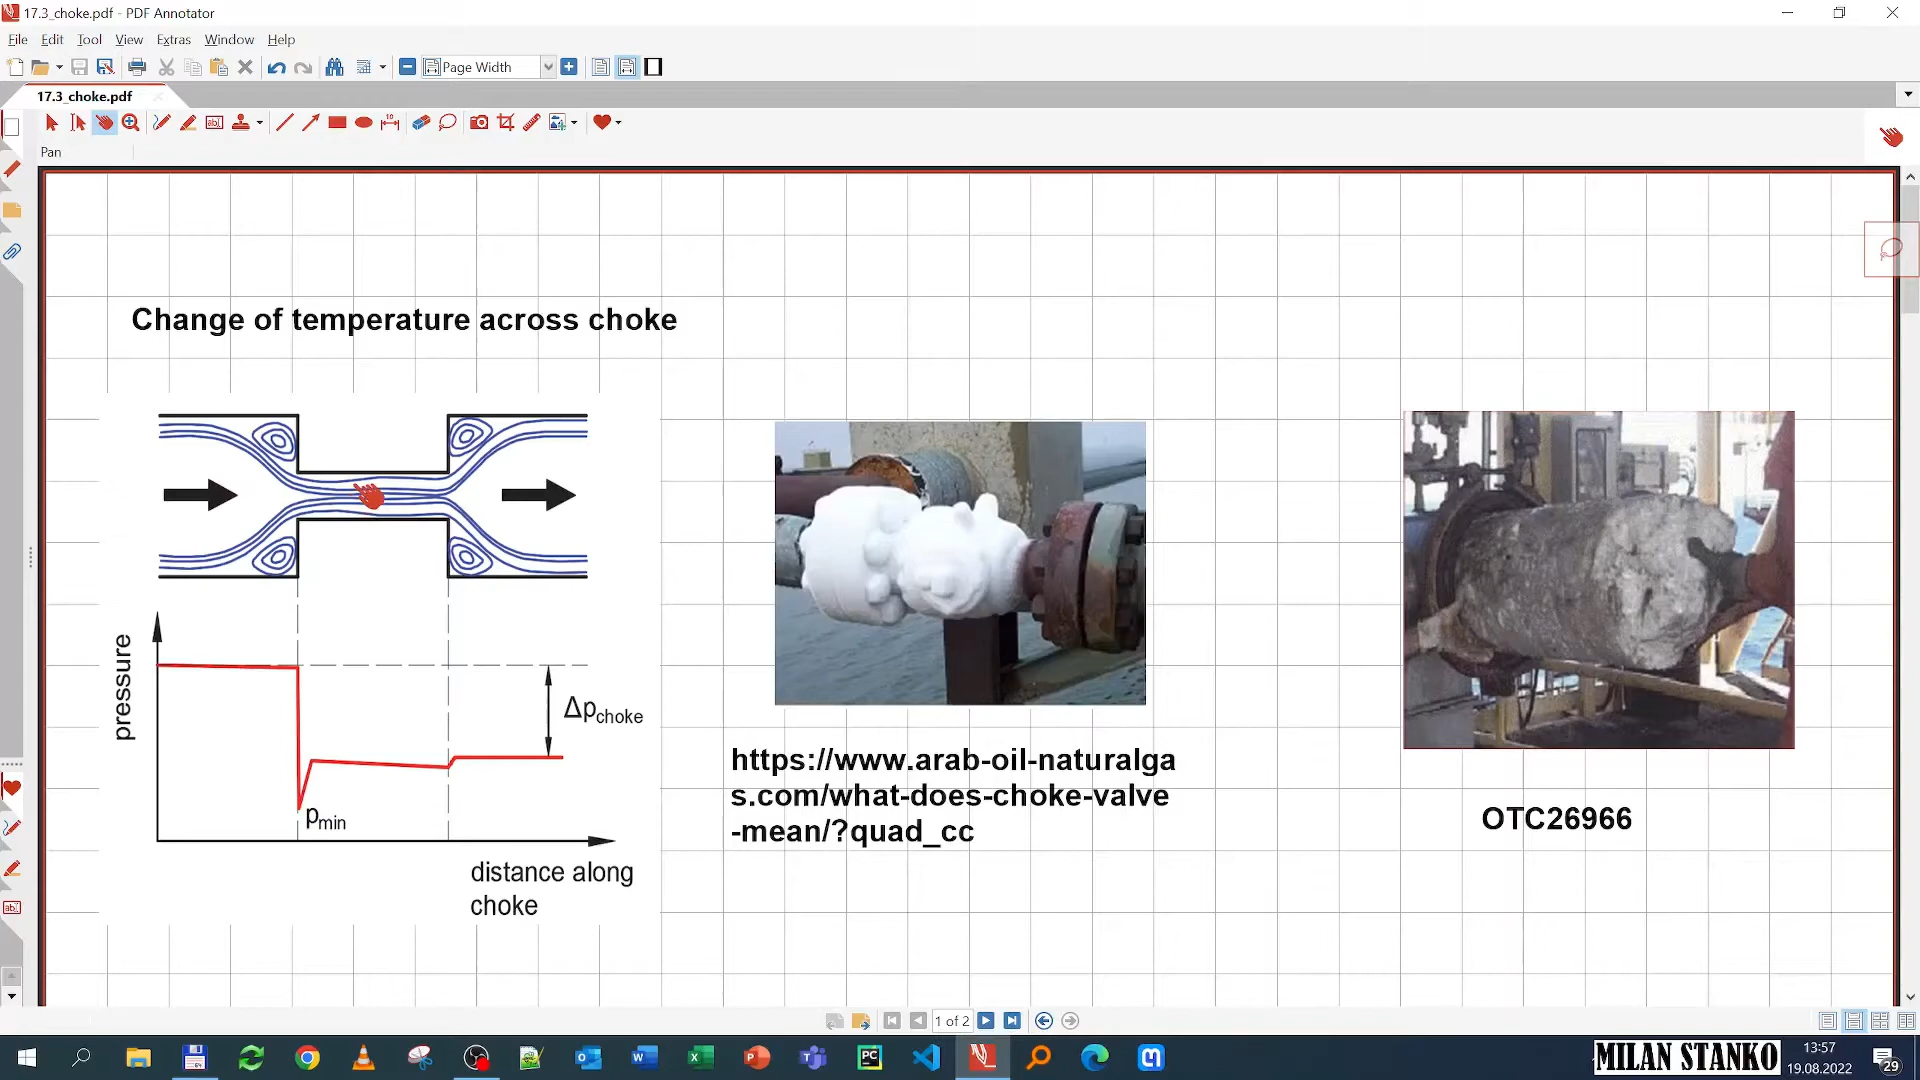 17.3_choke.pdf - PDF Annotator
File Edit Tool View Extras Window Help
Page Width
17.3_choke.pdf
Pan
Change of temperature across choke
pressure
Δpchoke
pmin
distance along
choke
https://www.arab-oil-naturalga
s.com/what-does-choke-valve
-mean/?quad_cc
OTC26966
1 of 2
MILAN STANKO
13:57
19.08.2022
29